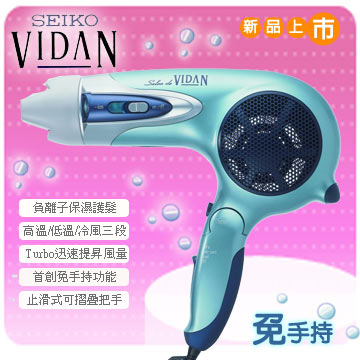 SEIKO
VIDAN
新品上市
Salon de VIDAN
負離子保濕護髮
高溫/低溫/冷風三段
Turbo迅速提昇風量
首創免手持功能
止滑式可摺疊把手
免手持